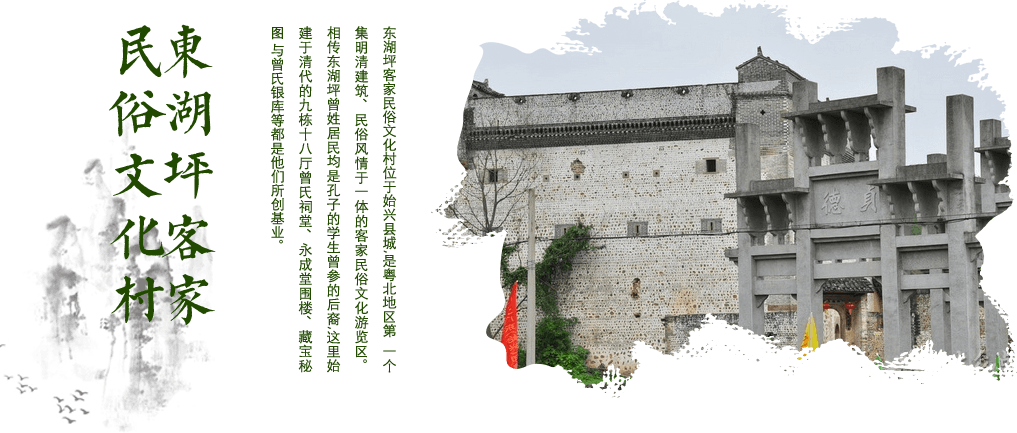 東湖坪客家
民俗文化村
东湖坪客家民俗文化村位于始兴县城,是粤北地区第 一个
集明清建筑、民俗风情于一体的客家民俗文化游览区。
相传东湖坪曾姓居民均是孔子的学生曾参的后裔 这里始
建于清代的九栋十八厅曾氏祠堂、永成堂围楼、藏宝秘
图 与曾氏银库等都是他们所创基业。
德